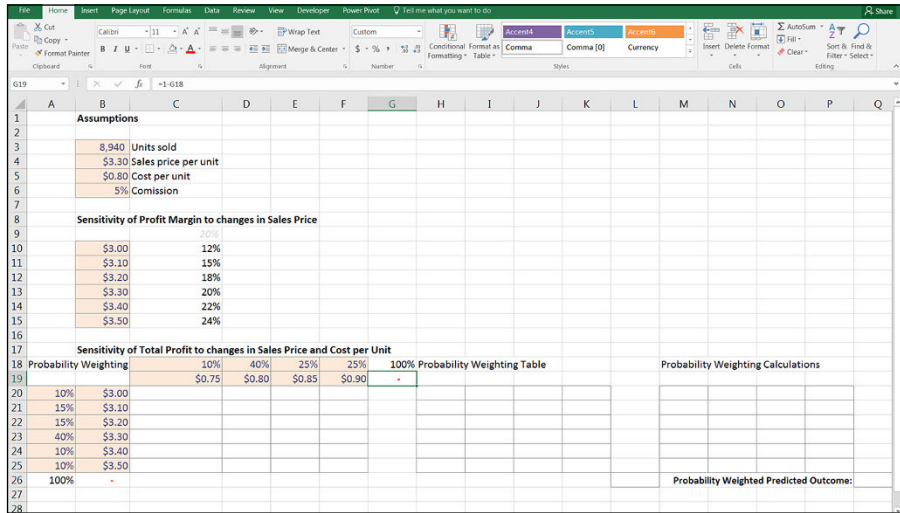 File Home Insert Page Layout Formulas Data Review View Developer Power Pivot Tell me what you want to do Share
Cut
Copy
Format Painter
Paste
Calibri 11 A A
B I U A
Wrap Text
Merge & Center
Custom
$ % ,
Conditional Formatting
Format as Table
Accent4 Accent5 Accent6
Comma Comma [0] Currency
Insert Delete Format
AutoSum
Fill
Clear
Sort & Filter
Find & Select
Clipboard Font Alignment Number Styles Cells Editing
G19 fx =1-G18
A B C D E F G H I J K L M N O P Q
1 Assumptions
2
3 8,940 Units sold
4 $3.30 Sales price per unit
5 $0.80 Cost per unit
6 5% Comission
7
8 Sensitivity of Profit Margin to changes in Sales Price
9 20%
10 $3.00 12%
11 $3.10 15%
12 $3.20 18%
13 $3.30 20%
14 $3.40 22%
15 $3.50 24%
16
17 Sensitivity of Total Profit to changes in Sales Price and Cost per Unit
18 Probability Weighting 10% 40% 25% 25% 100% Probability Weighting Table Probability Weighting Calculations
19 $0.75 $0.80 $0.85 $0.90 -
20 10% $3.00
21 15% $3.10
22 15% $3.20
23 40% $3.30
24 10% $3.40
25 10% $3.50
26 100% - Probability Weighted Predicted Outcome:
27
28